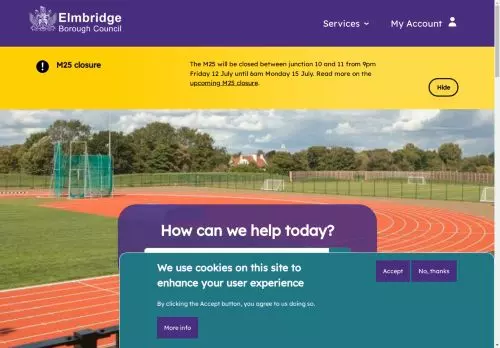 Elmbridge
Borough Council
Services
My Account
M25 closure
The M25 will be closed between junction 10 and 11 from 9pm
Friday 12 July until 6am Monday 15 July. Read more on the
upcoming M25 closure.
Hide
How can we help today?
We use cookies on this site to
enhance your user experience
By clicking the Accept button, you agree to us doing so.
Accept
No, thanks
More info